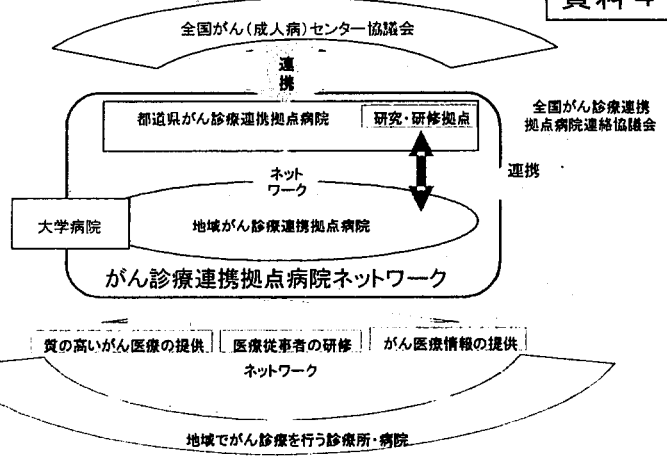 資料4
全国がん(成人病)センター協議会
連
携
都道県がん診療連携拠点病院
研究・研修拠点
全国がん診療連携
拠点病院連絡協議会
ネット
ワーク
連携
大学病院
地域がん診療連携拠点病院
がん診療連携拠点病院ネットワーク
質の高いがん医療の提供
医療従事者の研修
がん医療情報の提供
ネットワーク
地域でがん診療を行う診療所・病院